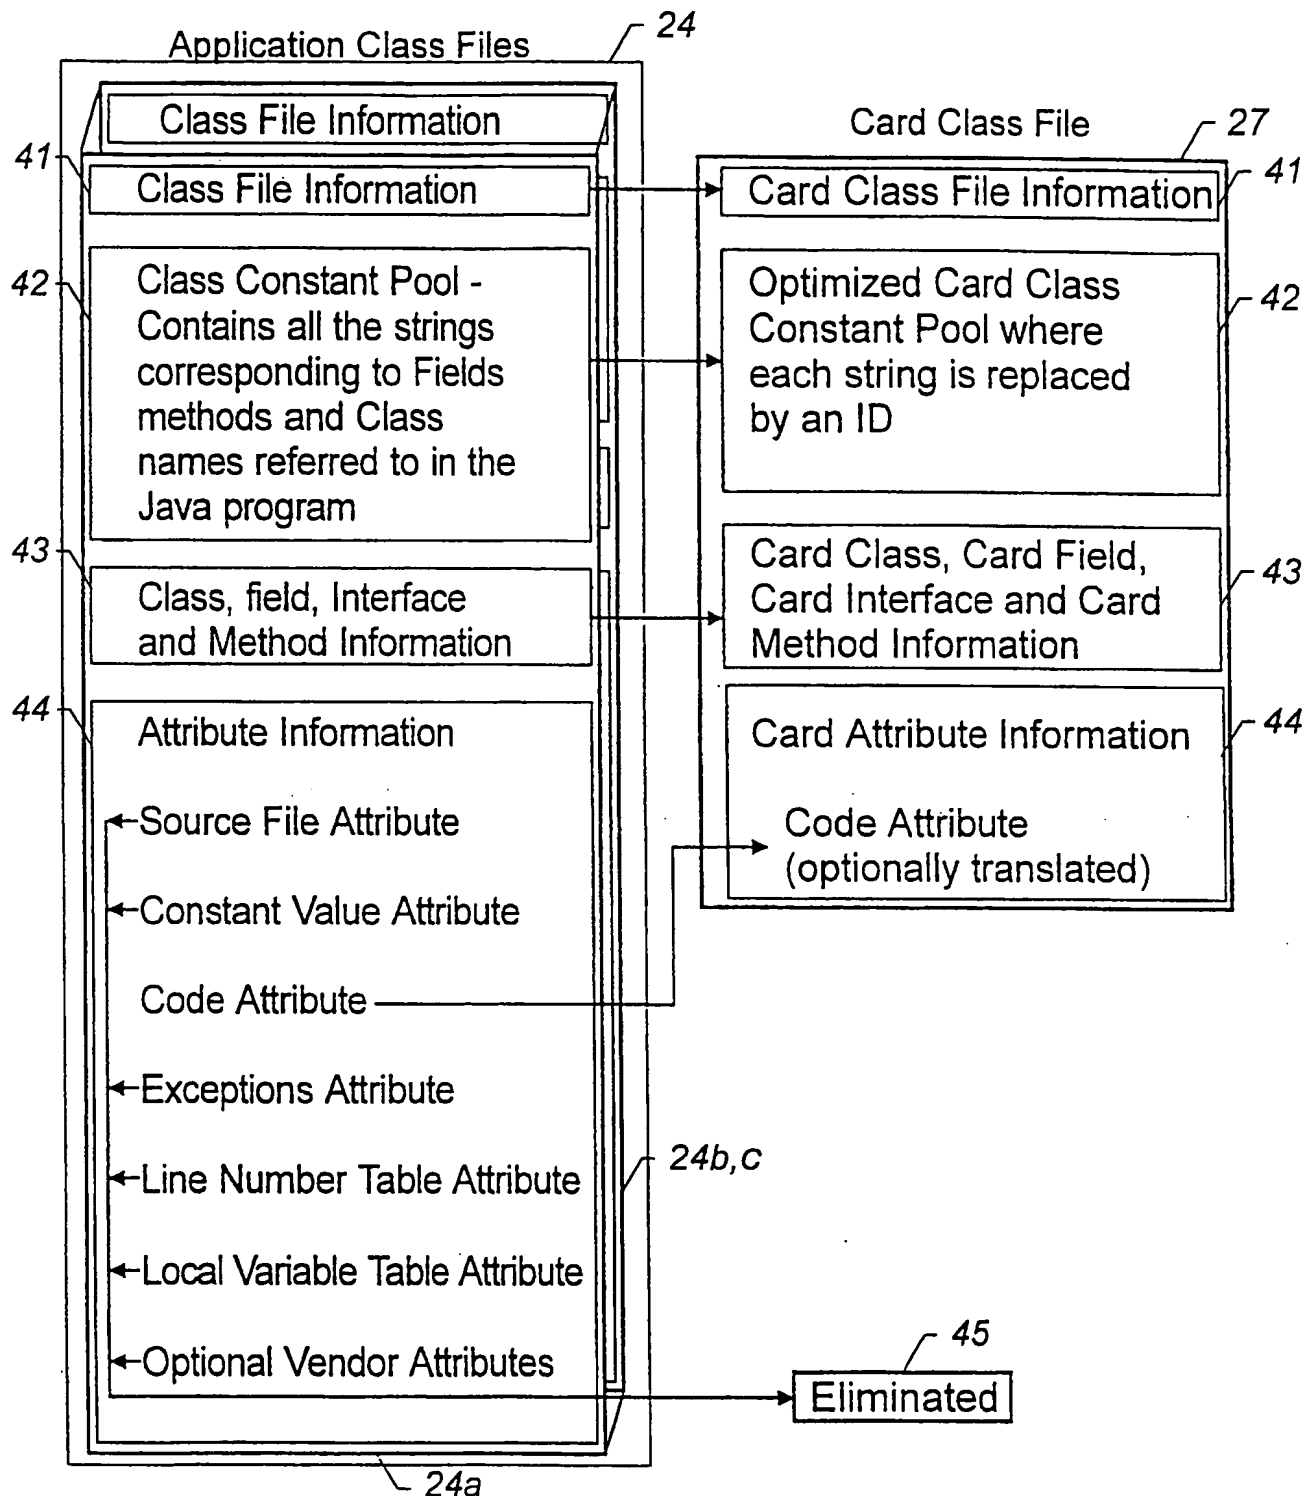 Application Class Files
24
Class File Information
41
Class File Information
42
Class Constant Pool -
Contains all the strings
corresponding to Fields
methods and Class
names referred to in the
Java program
43
Class, field, Interface
and Method Information
44
Attribute Information
Source File Attribute
Constant Value Attribute
Code Attribute
Exceptions Attribute
Line Number Table Attribute
Local Variable Table Attribute
Optional Vendor Attributes
24b,c
24a
Card Class File
27
Card Class File Information
41
Optimized Card Class
Constant Pool where
each string is replaced
by an ID
42
Card Class, Card Field,
Card Interface and Card
Method Information
43
Card Attribute Information
44
Code Attribute
(optionally translated)
45
Eliminated